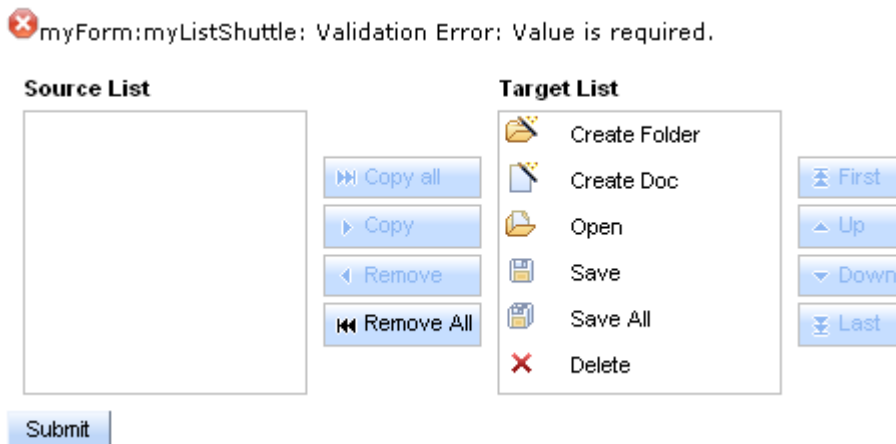 myForm:myListShuttle: Validation Error: Value is required.
Source List
Target List
Copy all
Copy
Remove
Remove All
Create Folder
Create Doc
Open
Save
Save All
Delete
First
Up
Down
Last
Submit